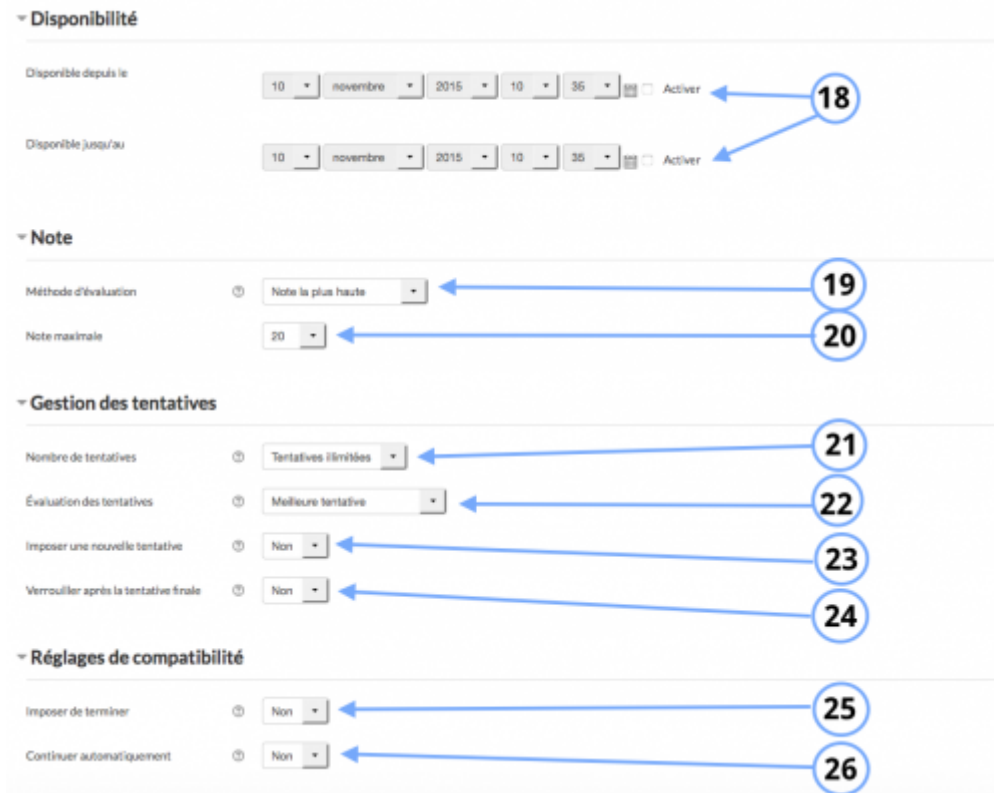 Disponibilité
Disponible depuis le 10 novembre 2015 10 35 Activer
18
Disponible jusqu'au 10 novembre 2015 10 35 Activer
Note
Méthode d'évaluation Note la plus haute 19
Note maximale 20 20
Gestion des tentatives
Nombre de tentatives Tentatives illimitées 21
Évaluation des tentatives Meilleure tentative 22
Imposer une nouvelle tentative Non 23
Verrouiller après la tentative finale Non 24
Réglages de compatibilité
Imposer de terminer Non 25
Continuer automatiquement Non 26